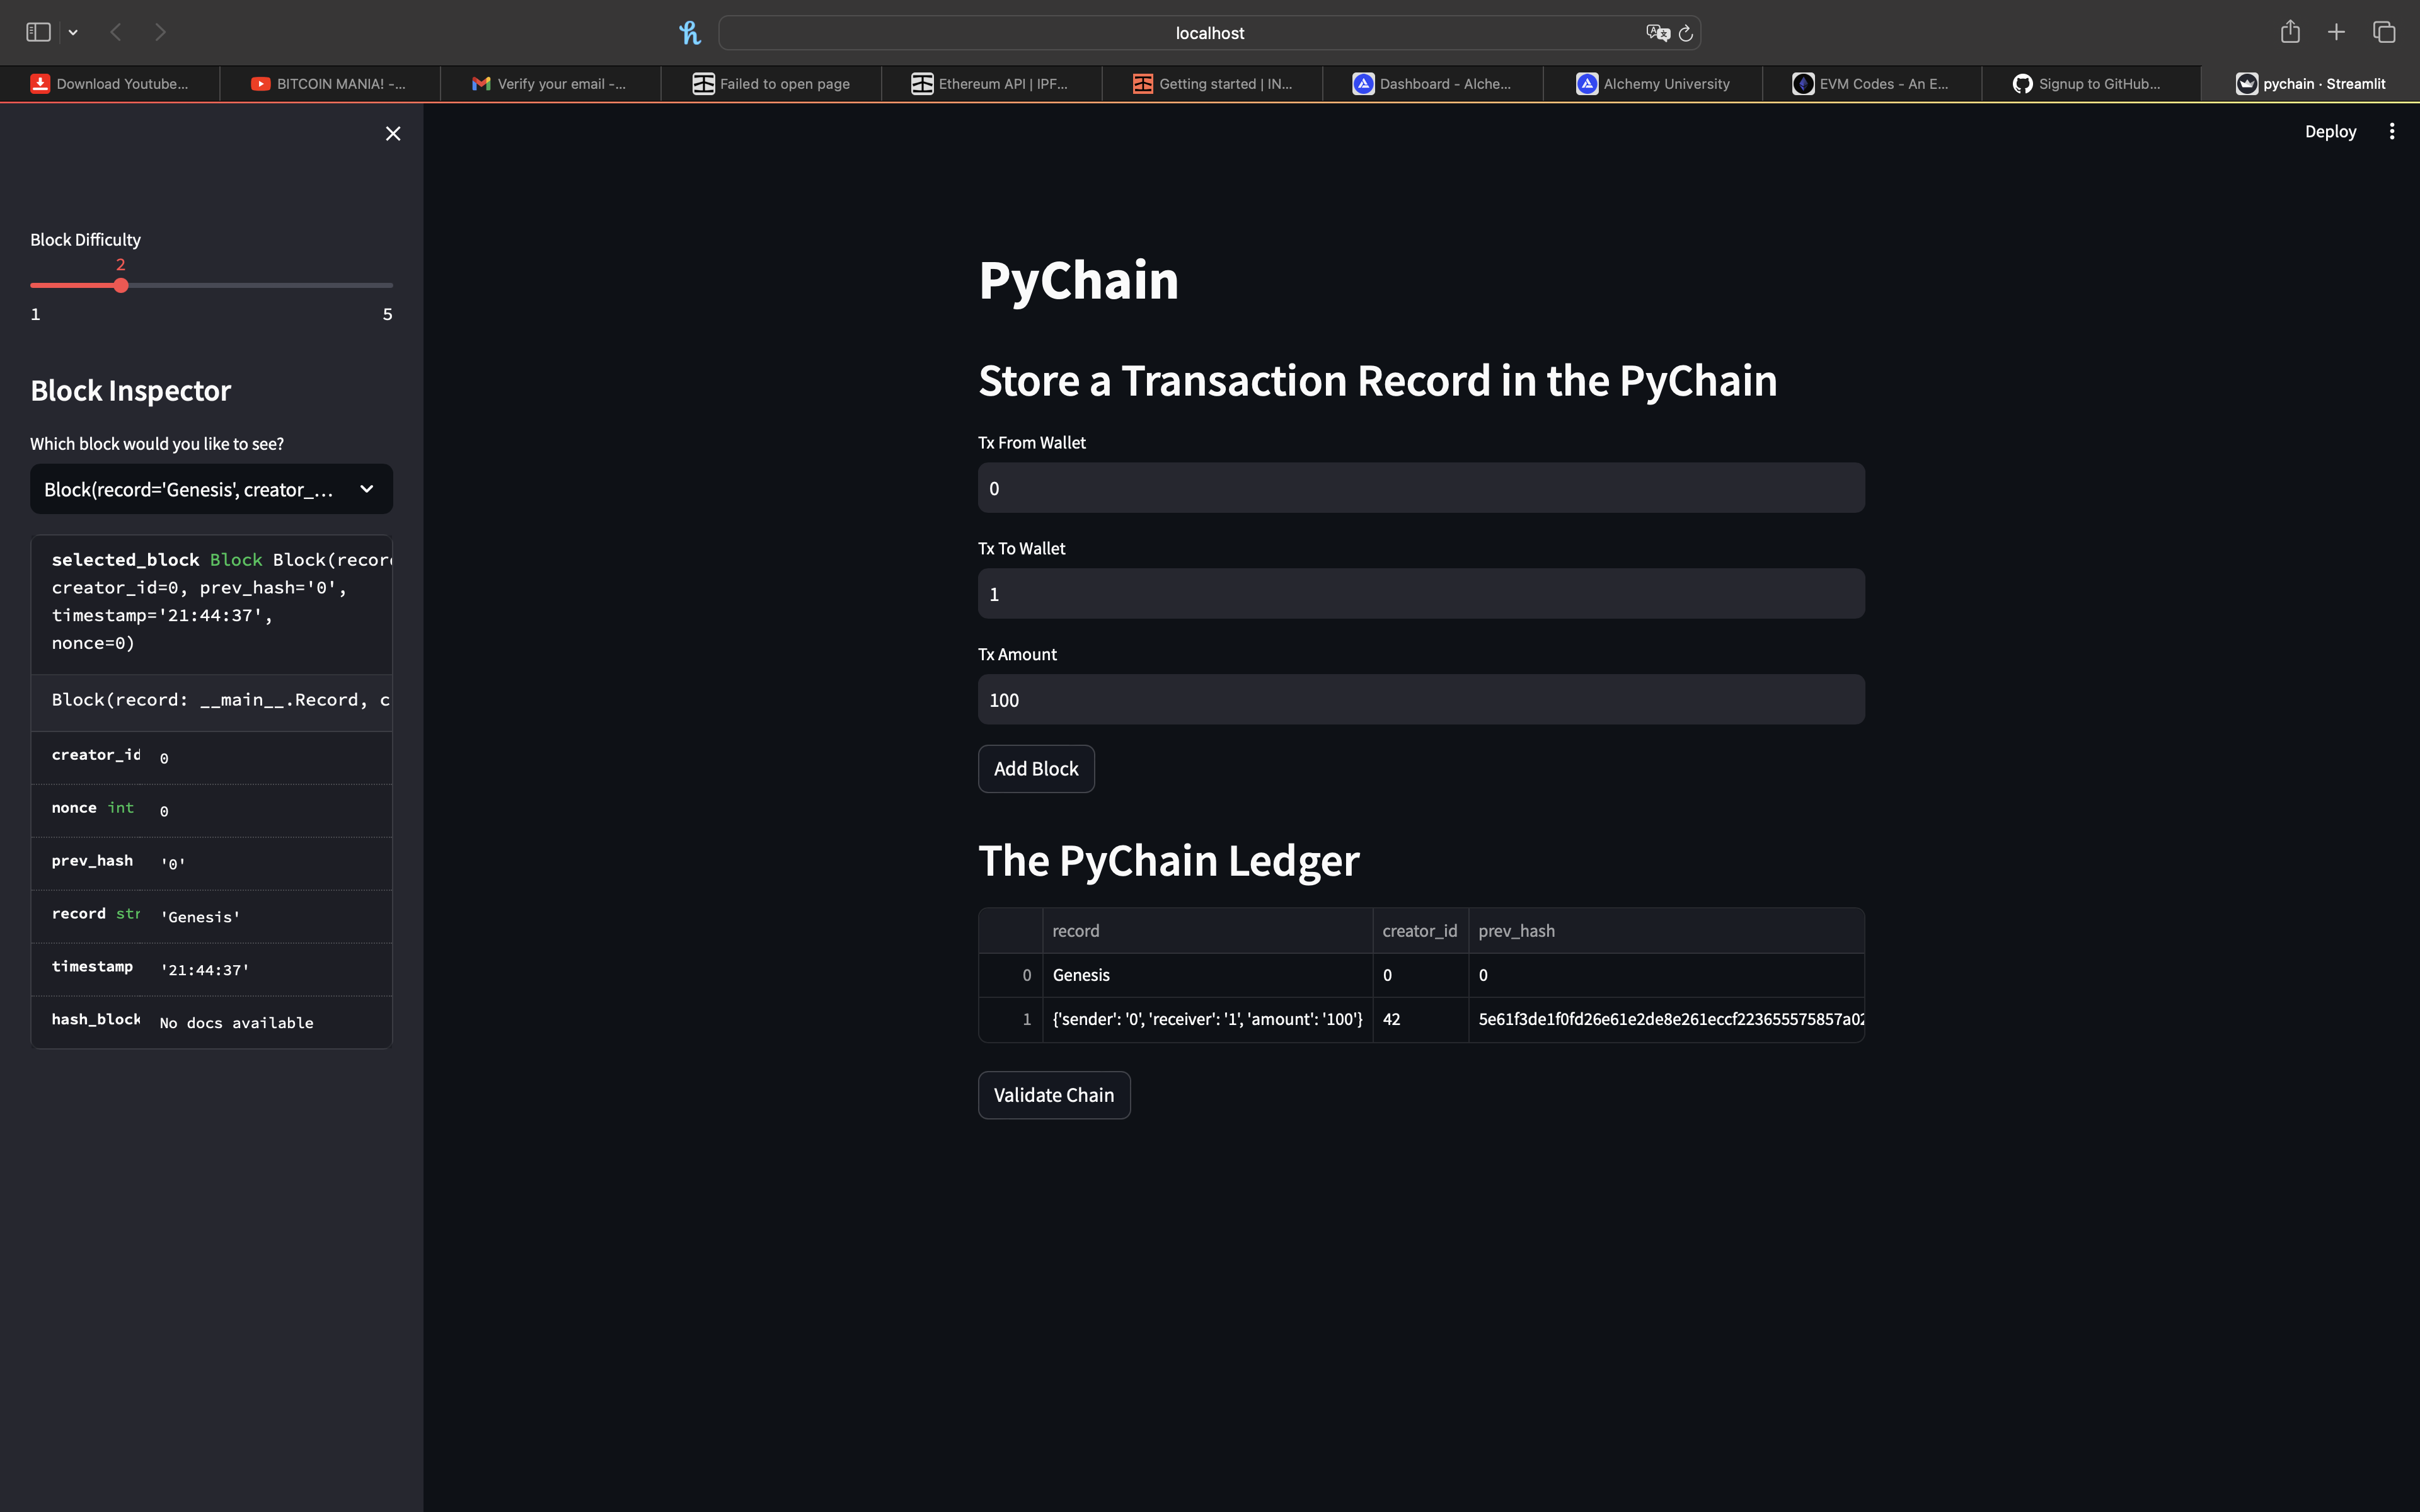 localhost
Download Youtube...
BITCOIN MANIA! -...
Verify your email -...
Failed to open page
Ethereum API | IPF...
Getting started | IN...
Dashboard - Alche...
Alchemy University
EVM Codes - An E...
Signup to GitHub...
pychain · Streamlit
Deploy
Block Difficulty
2
1 5
Block Inspector
Which block would you like to see?
Block(record='Genesis', creator_...
selected_block Block Block(recor
creator_id=0, prev_hash='0',
timestamp='21:44:37',
nonce=0)
Block(record: __main__.Record, c
creator_id 0
nonce int 0
prev_hash '0'
record str 'Genesis'
timestamp '21:44:37'
hash_block No docs available
PyChain
Store a Transaction Record in the PyChain
Tx From Wallet
0
Tx To Wallet
1
Tx Amount
100
Add Block
The PyChain Ledger
record creator_id prev_hash
0 Genesis 0 0
1 {'sender': '0', 'receiver': '1', 'amount': '100'} 42 5e61f3de1f0fd26e61e2de8e261eccf223655575857a02
Validate Chain